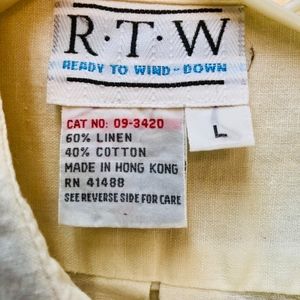 R·T·W
READY TO WIND-DOWN
L
CAT NO: 09-3420
60% LINEN
40% COTTON
MADE IN HONG KONG
RN 41488
SEE REVERSE SIDE FOR CARE